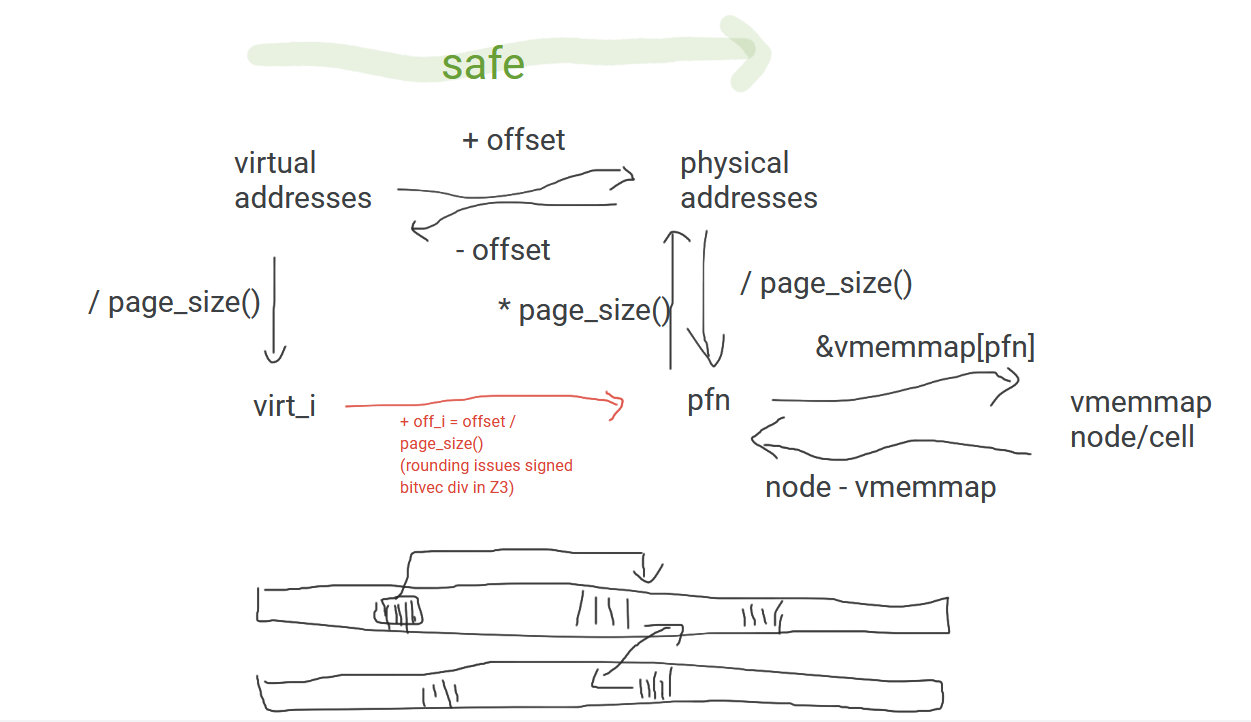 safe
+ offset
virtual
addresses
physical
addresses
- offset
/ page_size()
* page_size()
/ page_size()
&vmemmap[pfn]
virt_i
pfn
vmemmap
node/cell
+ off_i = offset /
page_size()
(rounding issues signed
bitvec div in Z3)
node - vmemmap